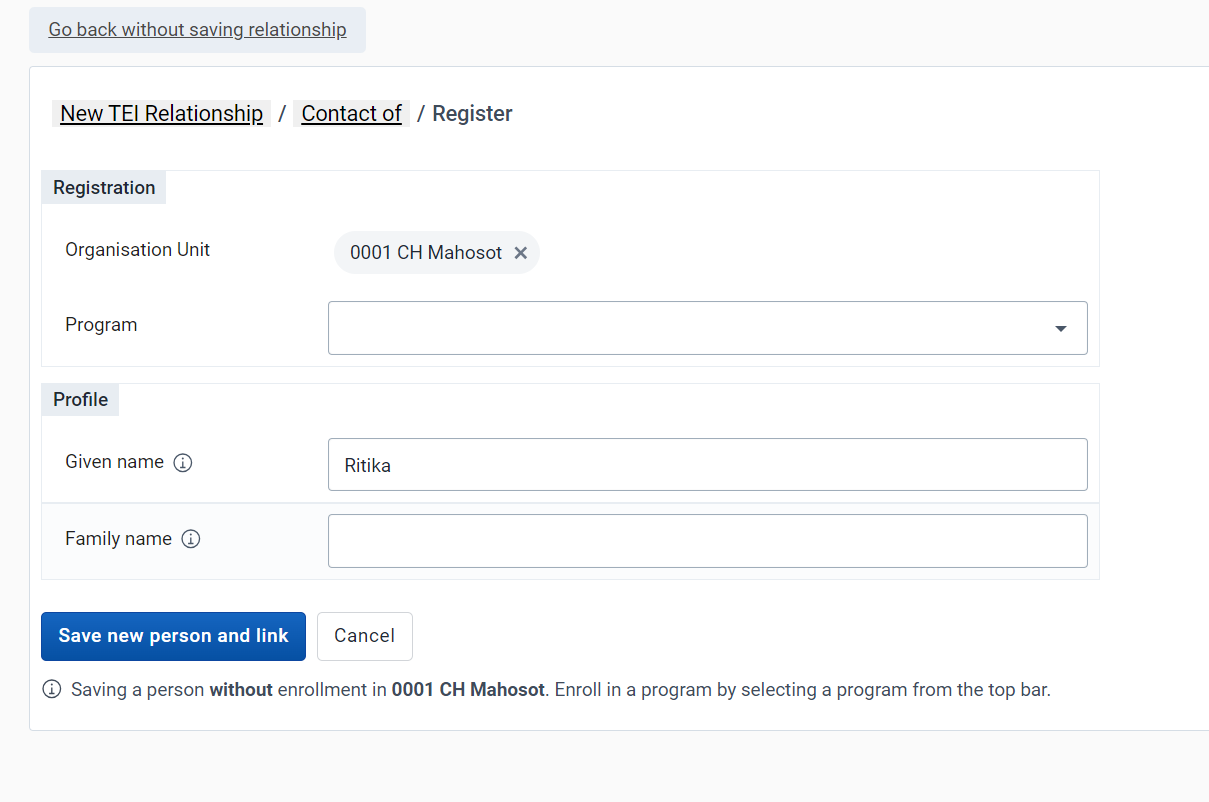 Go back without saving relationship
New TEI Relationship / Contact of / Register
Registration
Organisation Unit 0001 CH Mahosot
Program
Profile
Given name Ritika
Family name
Save new person and link Cancel
Saving a person without enrollment in 0001 CH Mahosot. Enroll in a program by selecting a program from the top bar.